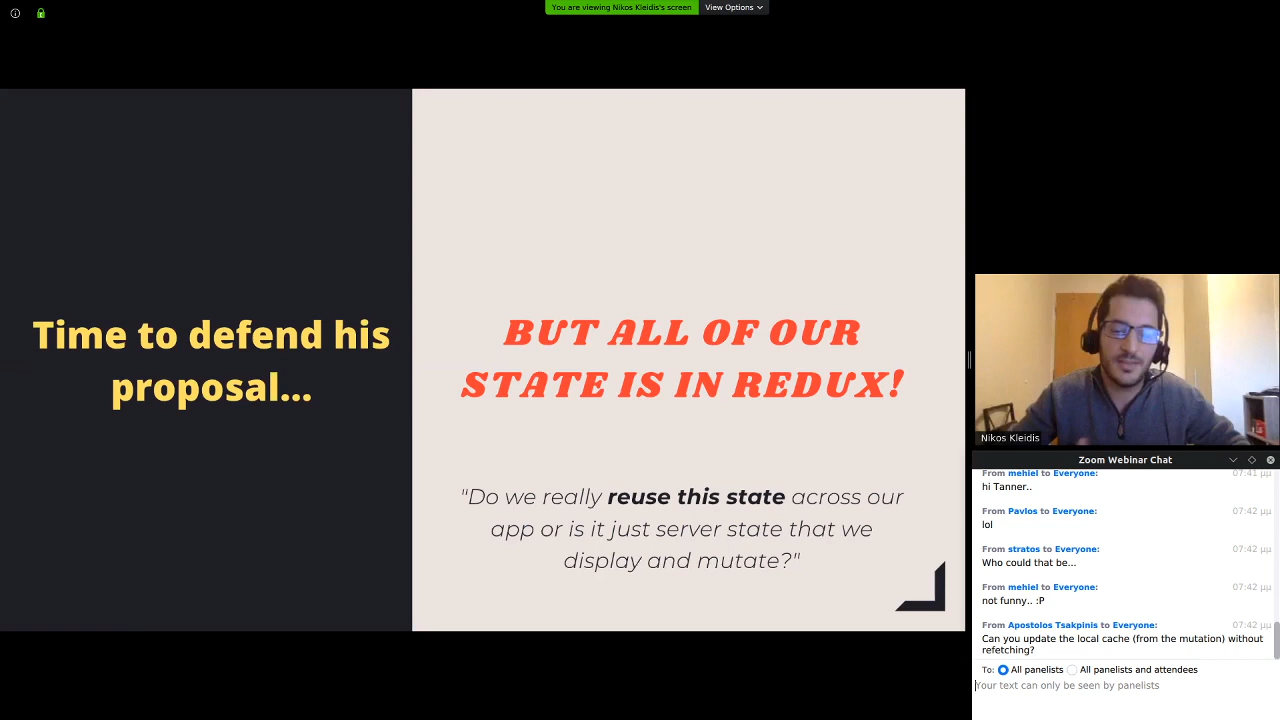 You are viewing Nikos Kleidis's screen
View Options
Time to defend his
proposal...
BUT ALL OF OUR
STATE IS IN REDUX!
"Do we really reuse this state across our
app or is it just server state that we
display and mutate?"
Nikos Kleidis
Zoom Webinar Chat
From mehiel to Everyone: 07:41 μμ
hi Tanner..
From Pavlos to Everyone: 07:42 μμ
lol
From stratos to Everyone: 07:42 μμ
Who could that be...
From mehiel to Everyone: 07:42 μμ
not funny.. :P
From Apostolos Tsakpinis to Everyone: 07:42 μμ
Can you update the local cache (from the mutation) without
refetching?
To: All panelists All panelists and attendees
Your text can only be seen by panelists